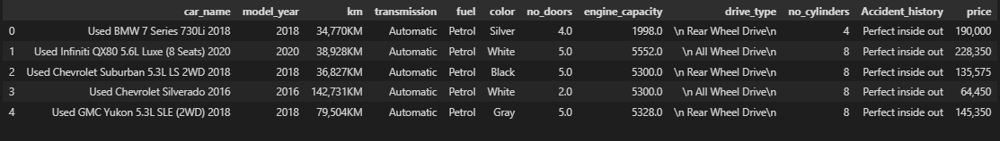 car_name model_year km transmission fuel color no_doors engine_capacity drive_type no_cylinders Accident_history price
0 Used BMW 7 Series 730Li 2018 2018 34,770KM Automatic Petrol Silver 4.0 1998.0 \n Rear Wheel Drive\n 4 Perfect inside out 190,000
1 Used Infiniti QX80 5.6L Luxe (8 Seats) 2020 2020 38,928KM Automatic Petrol White 5.0 5552.0 \n All Wheel Drive\n 8 Perfect inside out 228,350
2 Used Chevrolet Suburban 5.3L LS 2WD 2018 2018 36,827KM Automatic Petrol Black 5.0 5300.0 \n Rear Wheel Drive\n 8 Perfect inside out 135,575
3 Used Chevrolet Silverado 2016 2016 142,731KM Automatic Petrol White 2.0 5300.0 \n All Wheel Drive\n 8 Perfect inside out 64,450
4 Used GMC Yukon 5.3L SLE (2WD) 2018 2018 79,504KM Automatic Petrol Gray 5.0 5328.0 \n Rear Wheel Drive\n 8 Perfect inside out 145,350